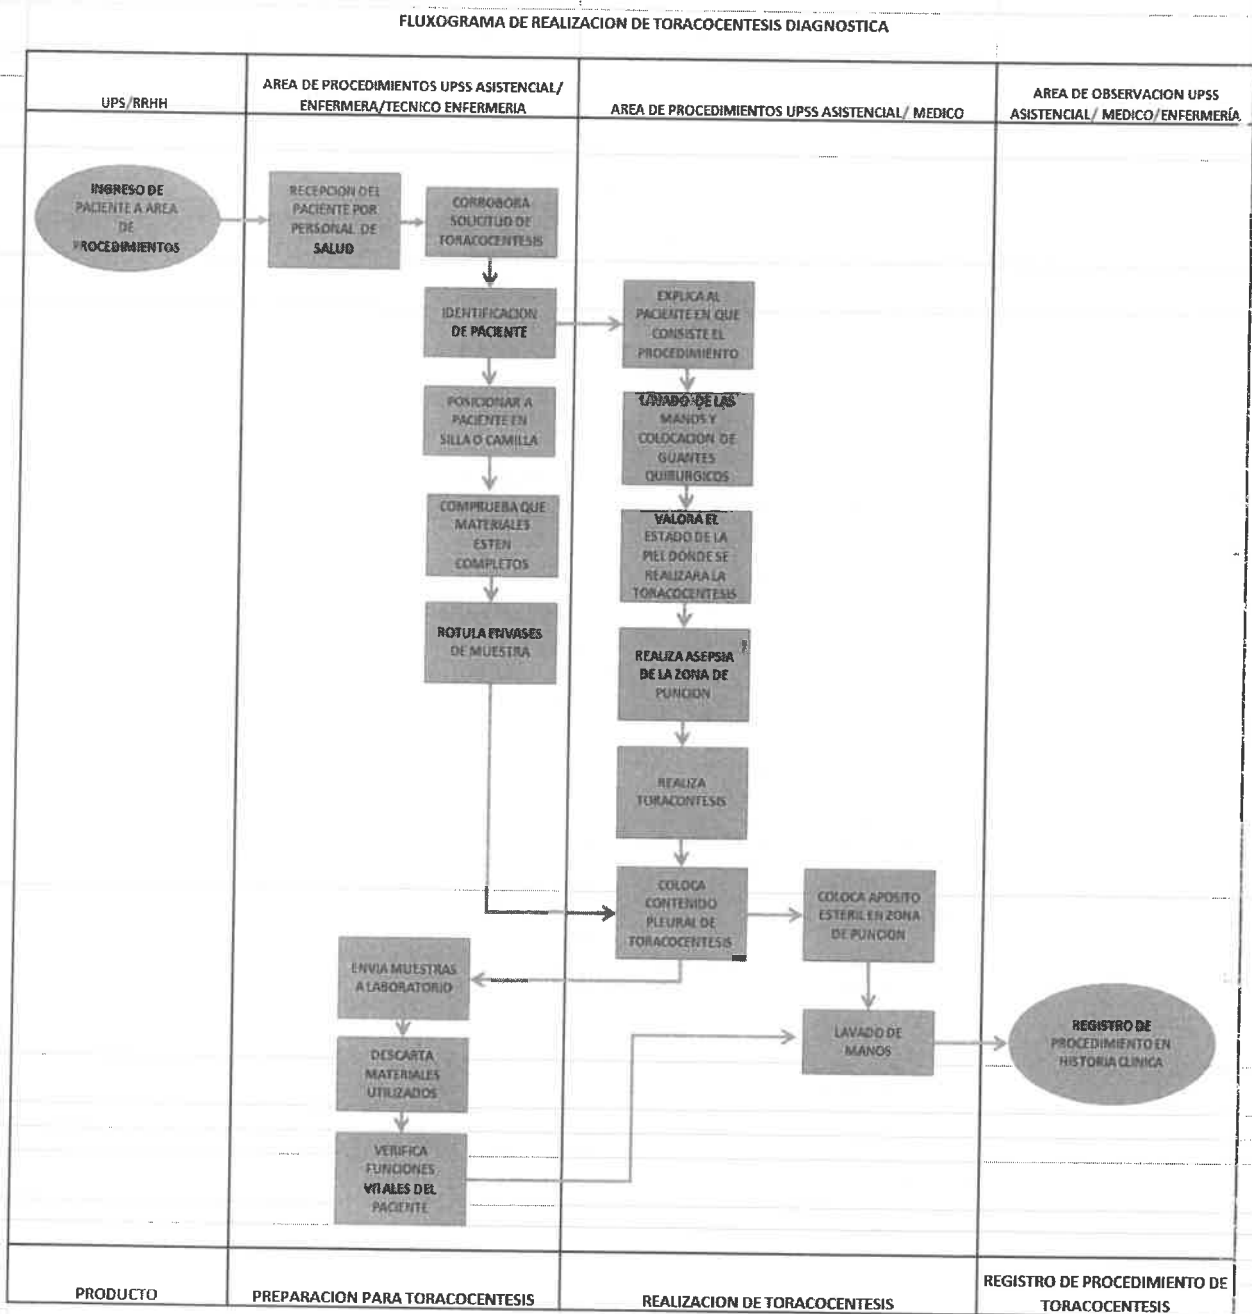 FLUXOGRAMA DE REALIZACION DE TORACOCENTESIS DIAGNOSTICA
UPS/RRHH
AREA DE PROCEDIMIENTOS UPSS ASISTENCIAL/
ENFERMERA/TECNICO ENFERMERIA
AREA DE PROCEDIMIENTOS UPSS ASISTENCIAL/ MEDICO
AREA DE OBSERVACION UPSS
ASISTENCIAL/ MEDICO/ENFERMERÍA
INGRESO DE
PACIENTE A AREA
DE
PROCEDIMIENTOS
RECEPCION DEL
PACIENTE POR
PERSONAL DE
SALUD
CORROBORA
SOLICITUD DE
TORACOCENTESIS
IDENTIFICACION
DE PACIENTE
EXPLICA AL
PACIENTE EN QUE
CONSISTE EL
PROCEDIMIENTO
POSICIONAR A
PACIENTE EN
SILLA O CAMILLA
LAVADO DE LAS
MANOS Y
COLOCACION DE
GUANTES
QUIRURGICOS
COMPRUEBA QUE
MATERIALES
ESTEN
COMPLETOS
VALORA EL
ESTADO DE LA
PIEL DONDE SE
REALIZARA LA
TORACOCENTESIS
ROTULA ENVASES
DE MUESTRA
REALIZA ASEPSIA
DE LA ZONA DE
PUNCION
REALIZA
TORACONTESIS
COLOCA
CONTENIDO
PLEURAL DE
TORACOCENTESIS
COLOCA APOSITO
ESTERIL EN ZONA
DE PUNCION
ENVIA MUESTRAS
A LABORATORIO
DESCARTA
MATERIALES
UTILIZADOS
VERIFICA
FUNCIONES
VITALES DEL
PACIENTE
LAVADO DE
MANOS
REGISTRO DE
PROCEDIMIENTO EN
HISTORIA CLINICA
PRODUCTO
PREPARACION PARA TORACOCENTESIS
REALIZACION DE TORACOCENTESIS
REGISTRO DE PROCEDIMIENTO DE
TORACOCENTESIS